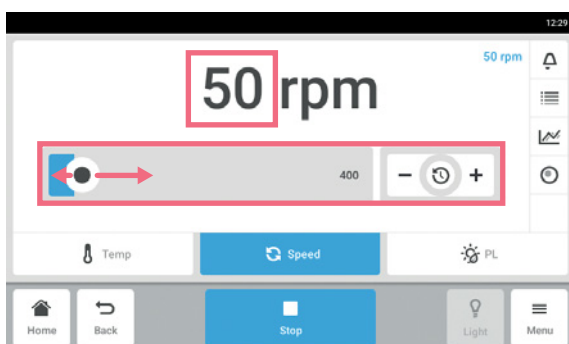 12:29
50 rpm
50 rpm
400
− +
Temp
Speed
PL
Home
Back
Stop
Light
Menu